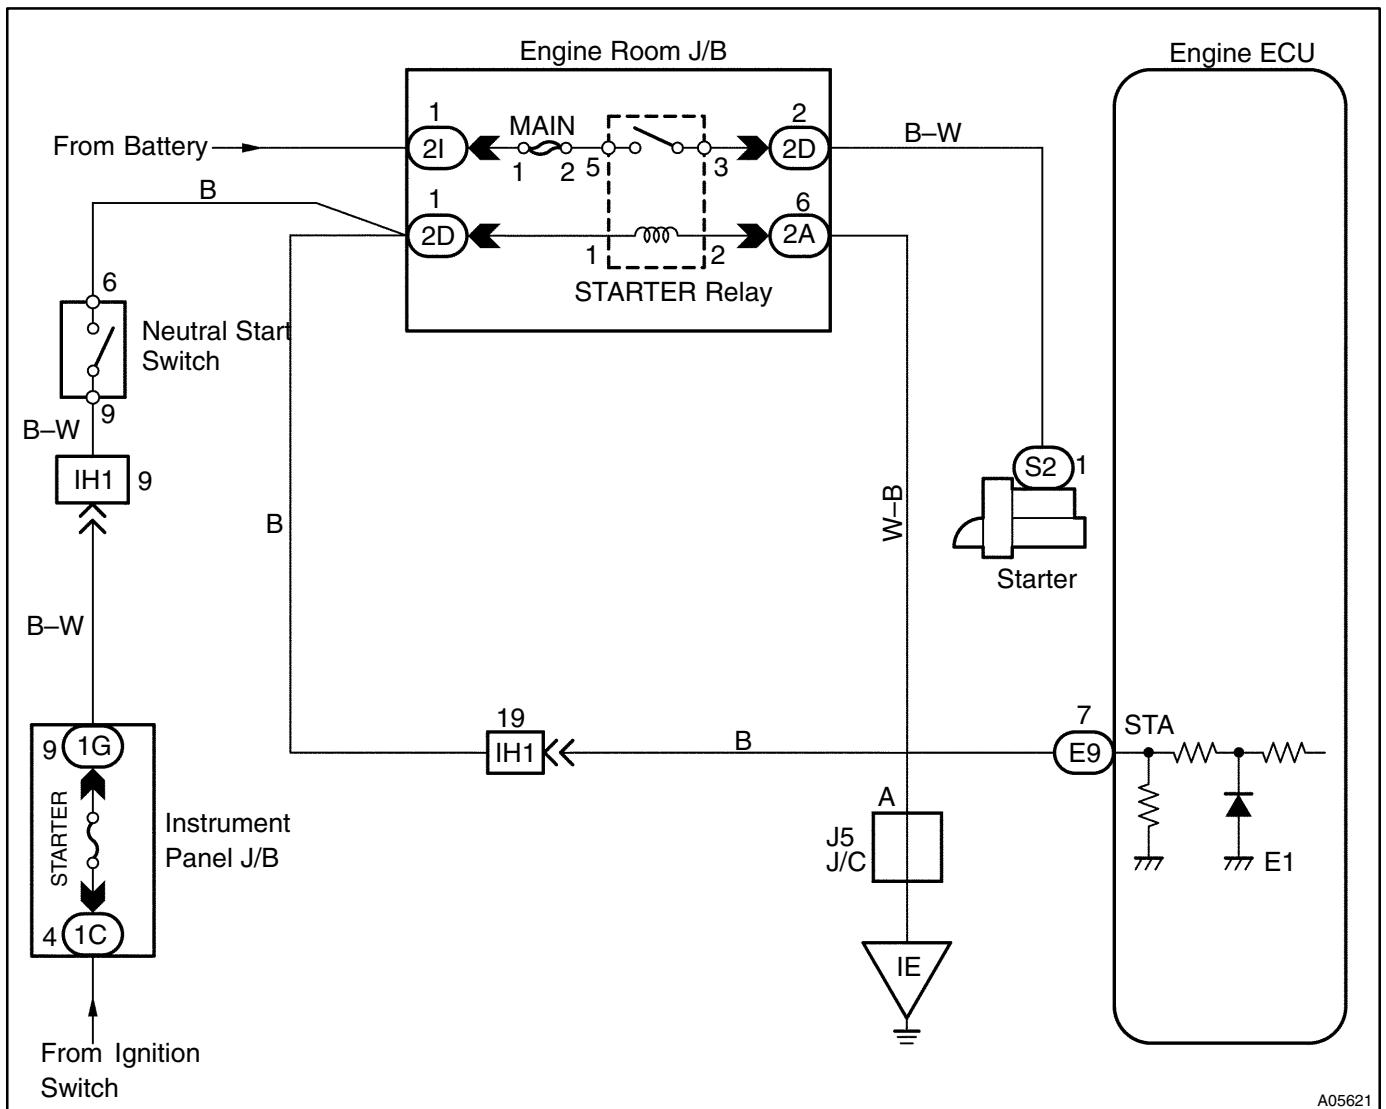 Engine Room J/B
Engine ECU
1
MAIN
2
From Battery
2I
1
2
5
3
2D
B–W
B
1
6
2D
1
2
2A
STARTER Relay
6
Neutral Start
Switch
9
B–W
IH1
9
B
W–B
S2
1
Starter
B–W
19
IH1
B
7
E9
STA
9
1G
STARTER
Instrument
Panel J/B
4
1C
A
J5
J/C
E1
IE
From Ignition
Switch
A05621